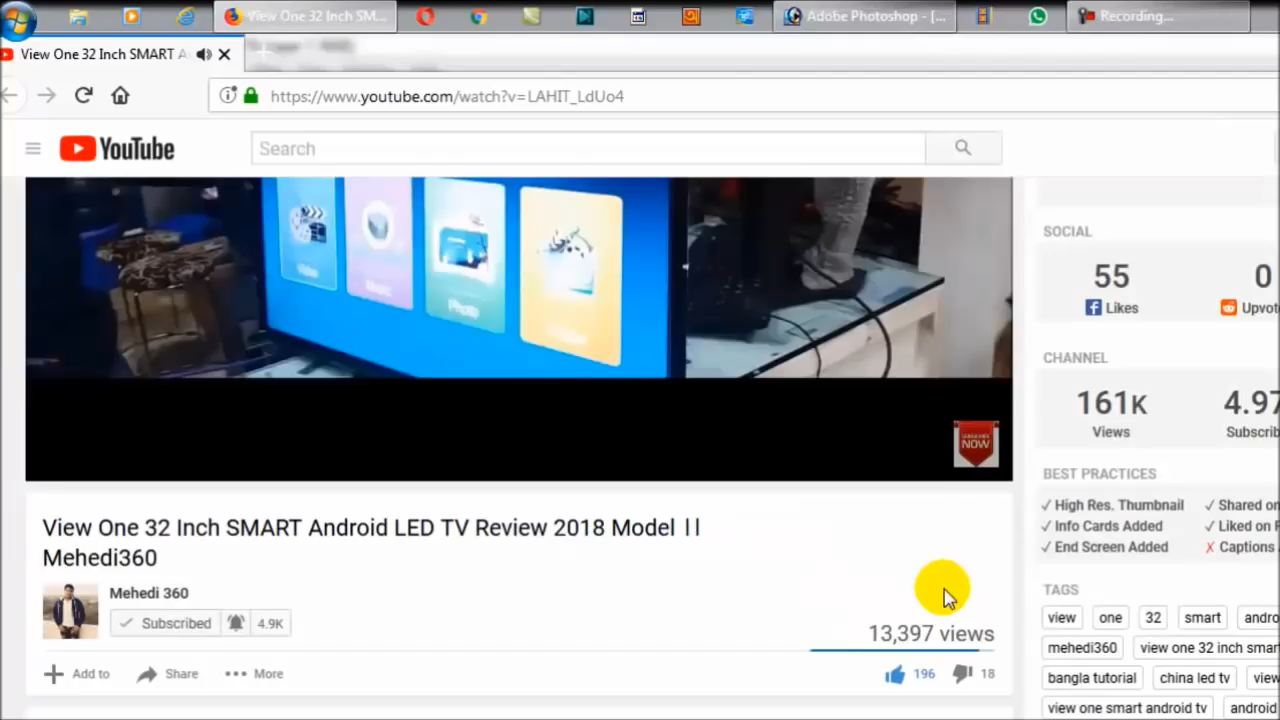 View One 32 Inch SM...
Adobe Photoshop - [...
Recording...
View One 32 Inch SMART A
https://www.youtube.com/watch?v=LAHIT_LdUo4
YouTube
Search
Video
Music
Photo
NOW
SOCIAL
55
0
Likes
Upvot
CHANNEL
161K
4.97
Views
Subscrib
BEST PRACTICES
✓ High Res. Thumbnail ✓ Shared on
✓ Info Cards Added ✓ Liked on
✓ End Screen Added ✗ Captions
TAGS
view one 32 smart andro
mehedi360 view one 32 inch smar
bangla tutorial china led tv view
view one smart android tv android
View One 32 Inch SMART Android LED TV Review 2018 Model ||
Mehedi360
Mehedi 360
Subscribed 4.9K
13,397 views
Add to Share More 196 18